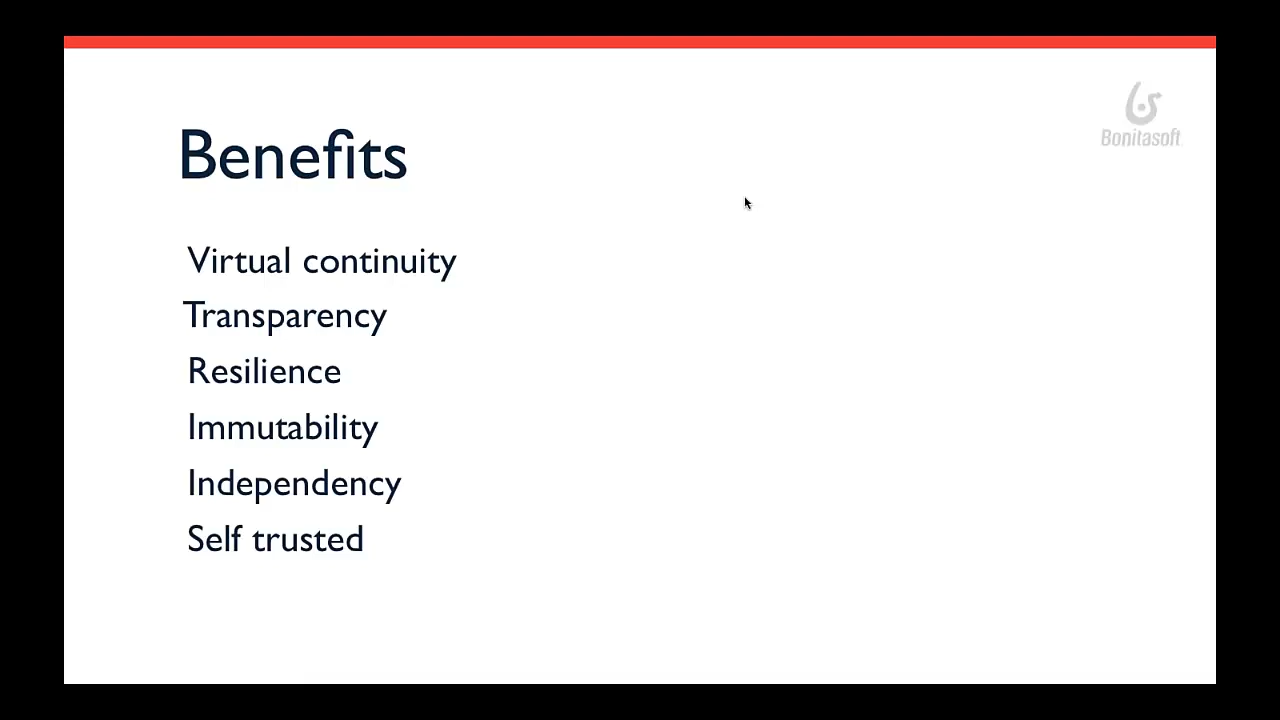 Bonitasoft
Benefits
Virtual continuity
Transparency
Resilience
Immutability
Independency
Self trusted